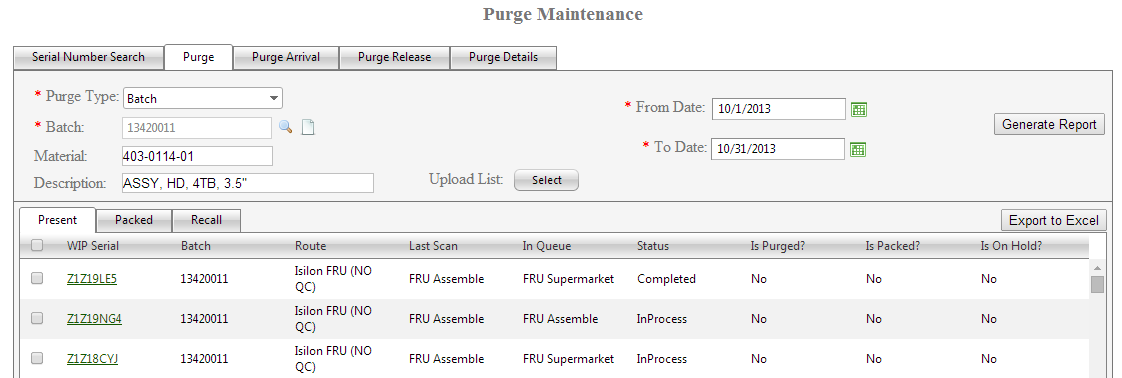 Purge Maintenance
Serial Number Search Purge Purge Arrival Purge Release Purge Details
* Purge Type: Batch
* From Date: 10/1/2013
Generate Report
* Batch: 13420011
* To Date: 10/31/2013
Material: 403-0114-01
Description: ASSY, HD, 4TB, 3.5"
Upload List: Select
Present Packed Recall Export to Excel
WIP Serial Batch Route Last Scan In Queue Status Is Purged? Is Packed? Is On Hold?
Z1Z19LE5 13420011 Isilon FRU (NO QC) FRU Assemble FRU Supermarket Completed No No No
Z1Z19NG4 13420011 Isilon FRU (NO QC) FRU Assemble FRU Assemble InProcess No No No
Z1Z18CYJ 13420011 Isilon FRU (NO QC) FRU Assemble FRU Supermarket InProcess No No No